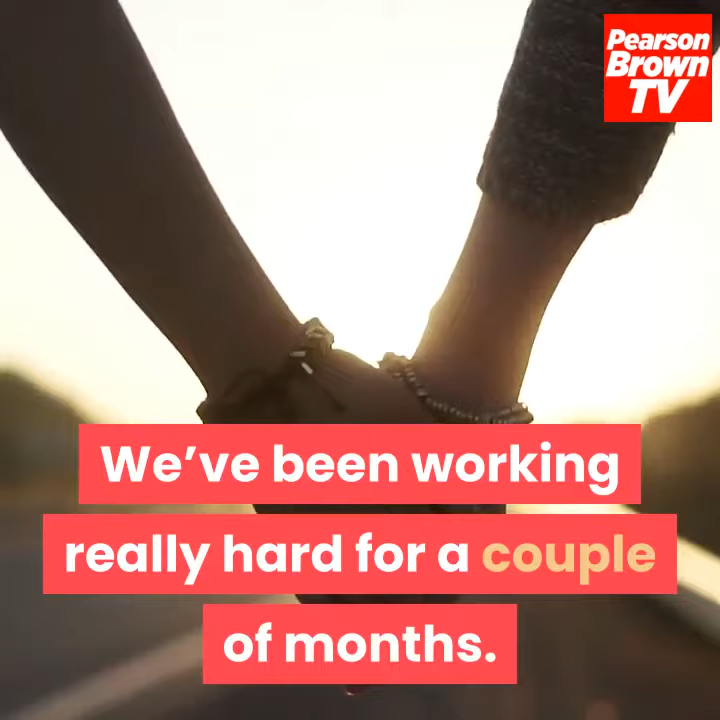 Pearson
Brown
TV
We’ve been working
really hard for a couple
of months.